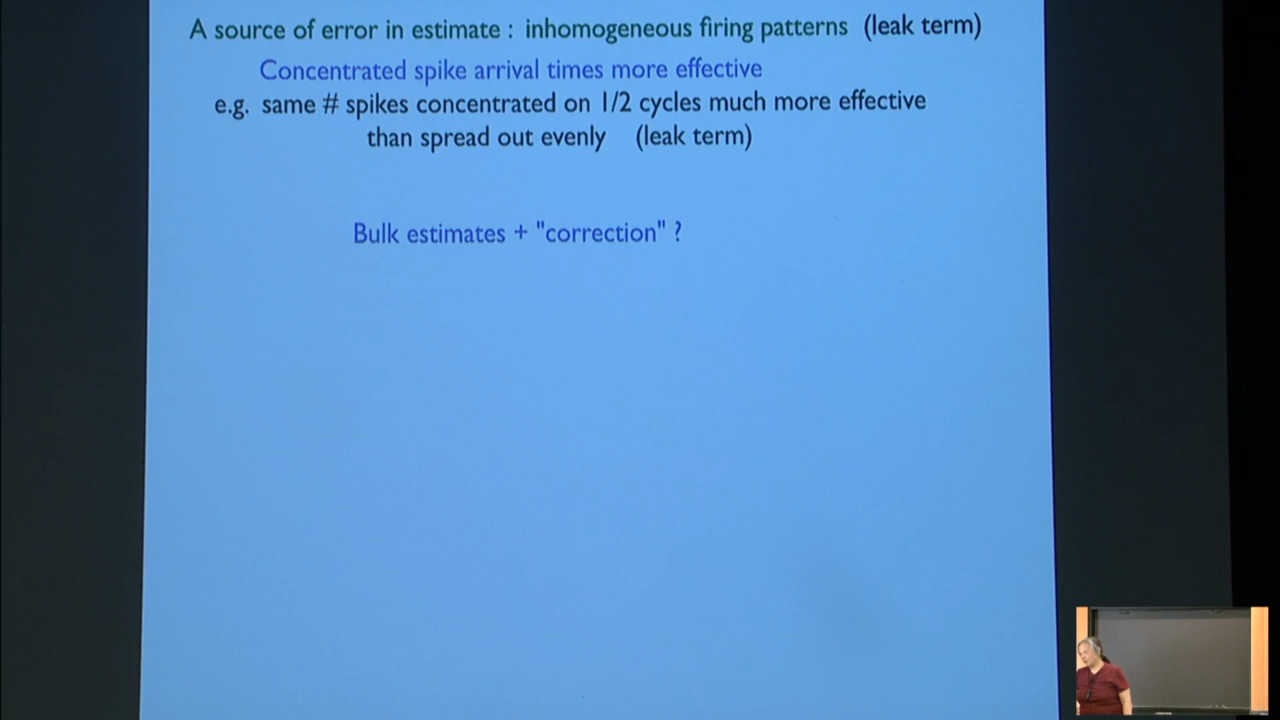 A source of error in estimate : inhomogeneous firing patterns (leak term)
Concentrated spike arrival times more effective
e.g. same # spikes concentrated on 1/2 cycles much more effective
than spread out evenly (leak term)
Bulk estimates + "correction" ?